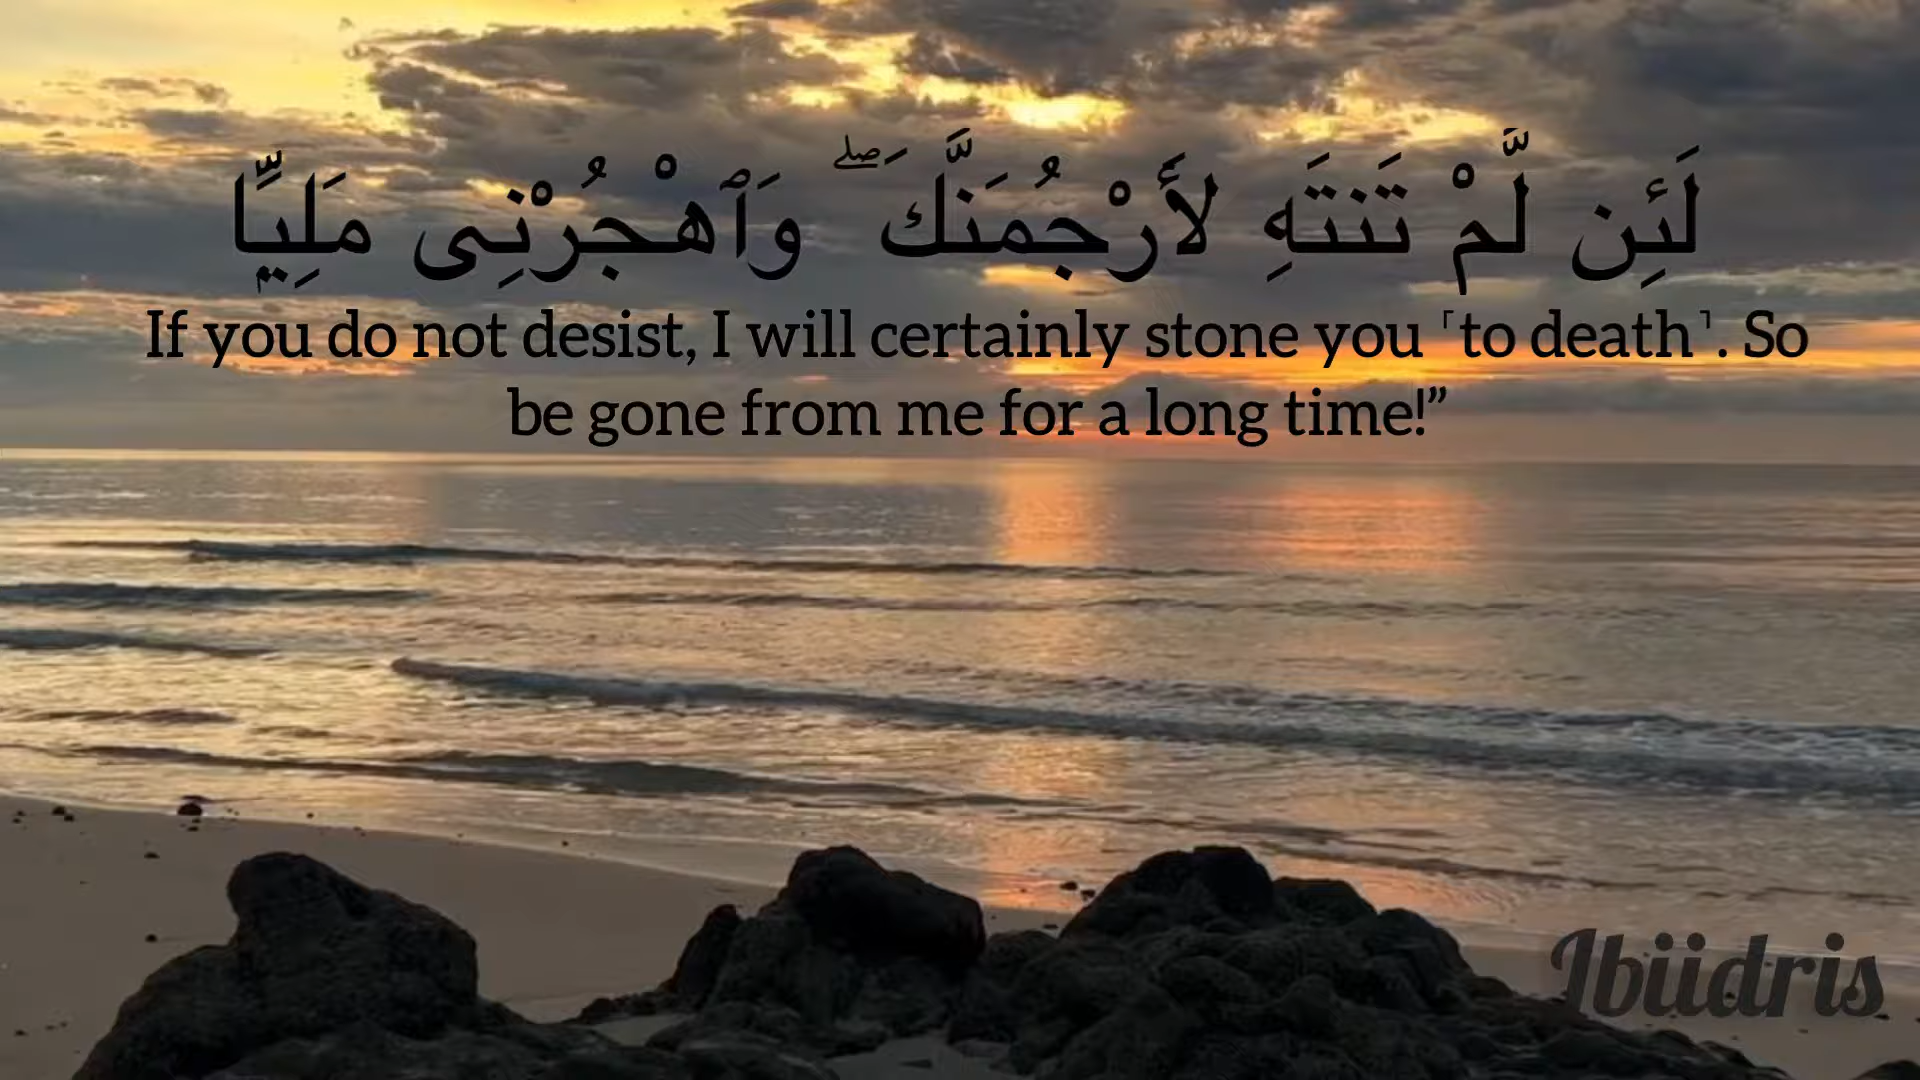 لَئِن لَّمْ تَنتَهِ لَأَرْجُمَنَّكَ ۖ وَٱهْجُرْنِى مَلِيًّۭا
If you do not desist, I will certainly stone you ˹to death˺. So
be gone from me for a long time!”
Ibiidris